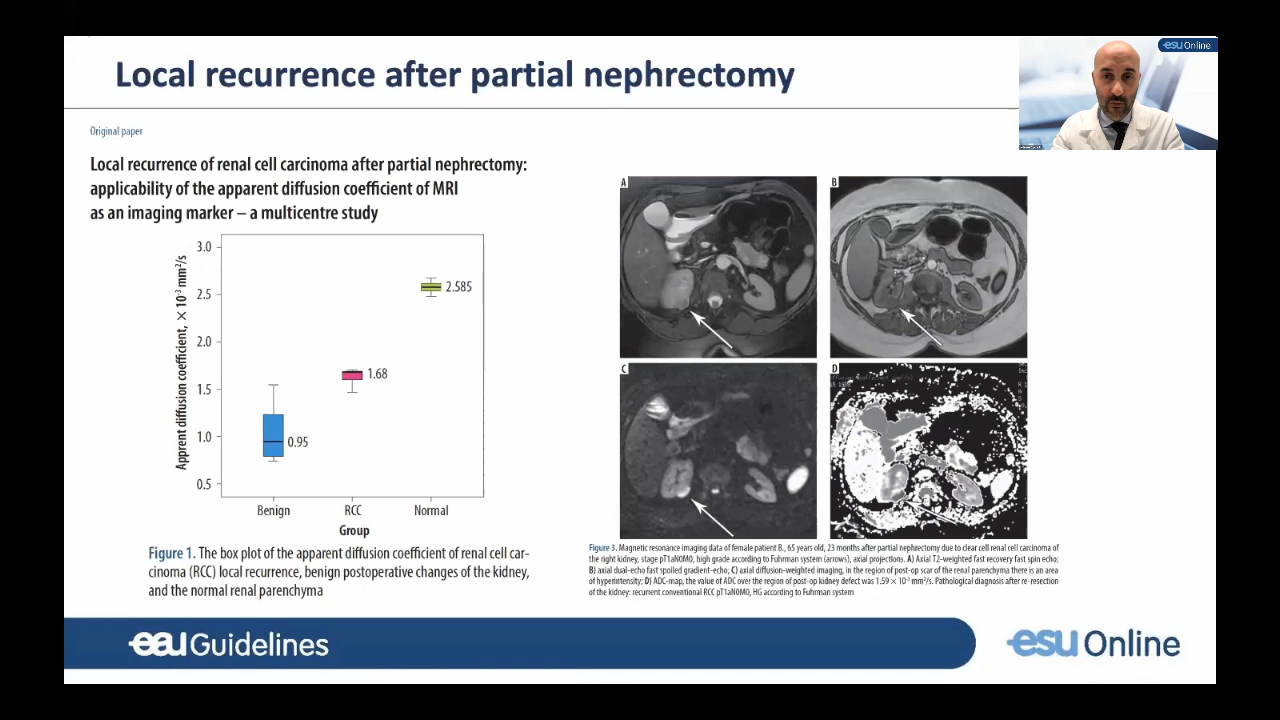 Local recurrence after partial nephrectomy
esu Online
Original paper
Local recurrence of renal cell carcinoma after partial nephrectomy:
applicability of the apparent diffusion coefficient of MRI
as an imaging marker – a multicentre study
Apprent diffusion coefficient, × 10⁻³ mm²/s
3.0
2.5
2.0
1.5
1.0
0.5
0.95
1.68
2.585
Benign
RCC
Normal
Group
Figure 1. The box plot of the apparent diffusion coefficient of renal cell car-
cinoma (RCC) local recurrence, benign postoperative changes of the kidney,
and the normal renal parenchyma
A
B
C
D
Figure 3. Magnetic resonance imaging data of female patient B., 65 years old, 23 months after partial nephrectomy due to clear cell renal cell carcinoma of
the right kidney, stage pT1aN0M0, high grade according to Fuhrman system (arrows), axial projections. A) Axial T2-weighted fast recovery fast spin echo;
B) axial dual-echo fast spoiled gradient-echo; C) axial diffusion-weighted imaging, in the region of post-op scar of the renal parenchyma there is an area
of hyperintensity; D) ADC-map, the value of ADC over the region of post-op kidney defect was 1.59 × 10⁻³ mm²/s. Pathological diagnosis after re-resection
of the kidney: recurrent conventional RCC pT1aN0M0, HG according to Fuhrman system
eau Guidelines
esu Online